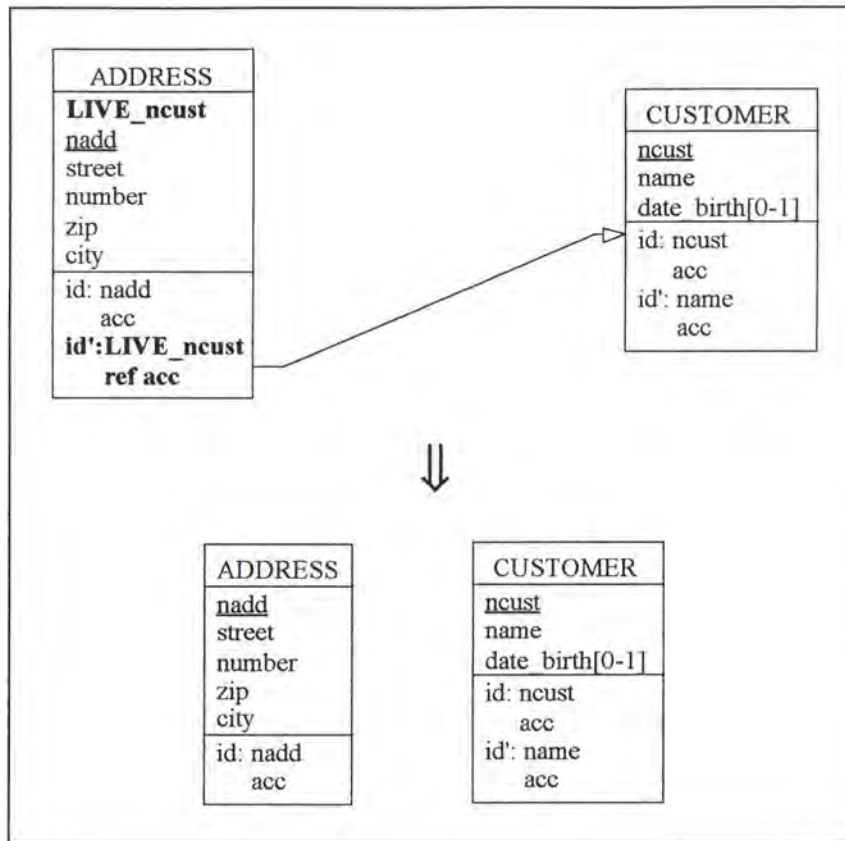 ADDRESS
LIVE_ncust
nadd
street
number
zip
city
id: nadd
acc
id':LIVE_ncust
ref acc
CUSTOMER
ncust
name
date_birth[0-1]
id: ncust
acc
id': name
acc
⇓
ADDRESS
nadd
street
number
zip
city
id: nadd
acc
CUSTOMER
ncust
name
date_birth[0-1]
id: ncust
acc
id': name
acc